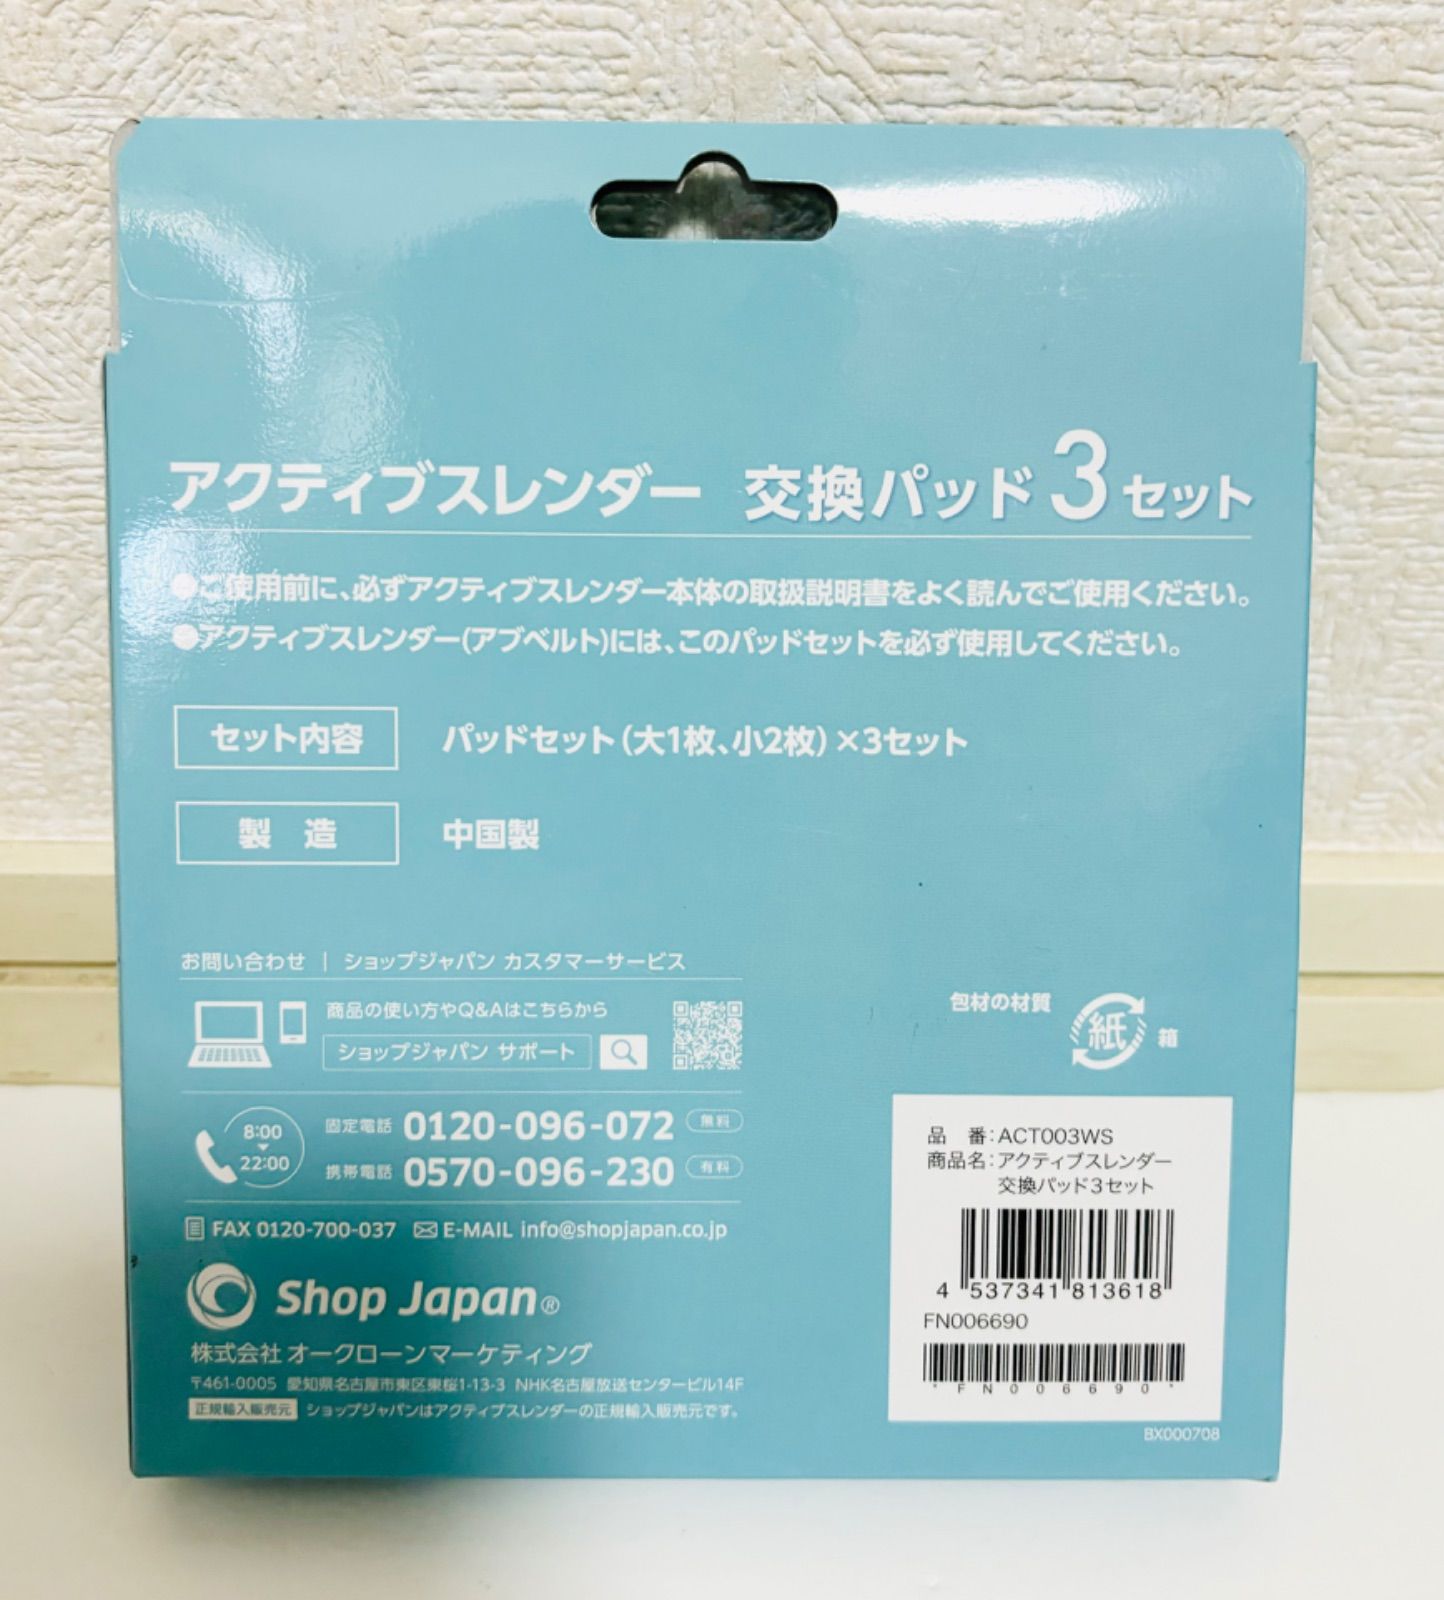 アクティブスレンダー 交換パッド3セット
●ご使用前に、必ずアクティブスレンダー本体の取扱説明書をよく読んでご使用ください。
●アクティブスレンダー(アブベルト)には、このパッドセットを必ず使用してください。
セット内容 パッドセット(大1枚、小2枚)×3セット
製造 中国製
お問い合わせ | ショップジャパン カスタマーサービス
商品の使い方やQ&Aはこちらから
ショップジャパン サポート
8:00
22:00
固定電話 0120-096-072 無料
携帯電話 0570-096-230 有料
FAX 0120-700-037 E-MAIL info@shopjapan.co.jp
Shop Japan®
株式会社 オークローンマーケティング
〒461-0005 愛知県名古屋市東区東桜1-13-3 NHK名古屋放送センタービル14F
正規輸入販売元 ショップジャパンはアクティブスレンダーの正規輸入販売元です。
包材の材質 紙 箱
品 番:ACT003WS
商品名:アクティブスレンダー
交換パッド3セット
4 537341 813618
FN006690
*FN006690*
BX000708